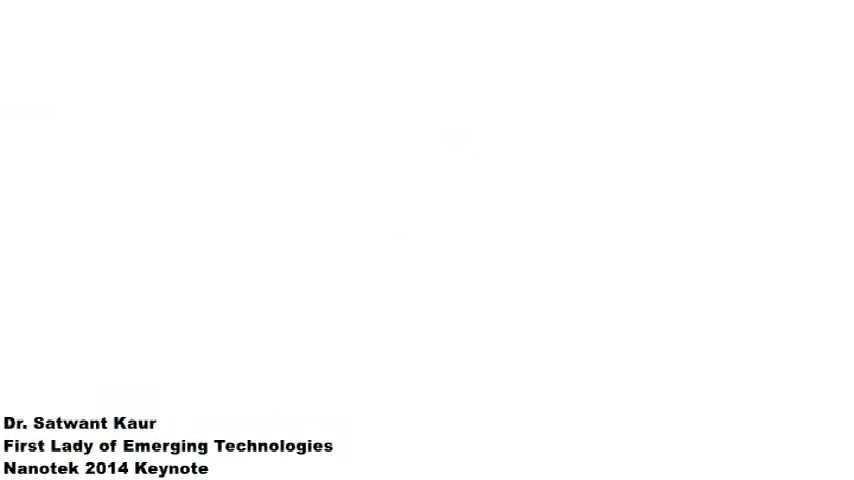 Dr. Satwant Kaur
First Lady of Emerging Technologies
Nanotek 2014 Keynote